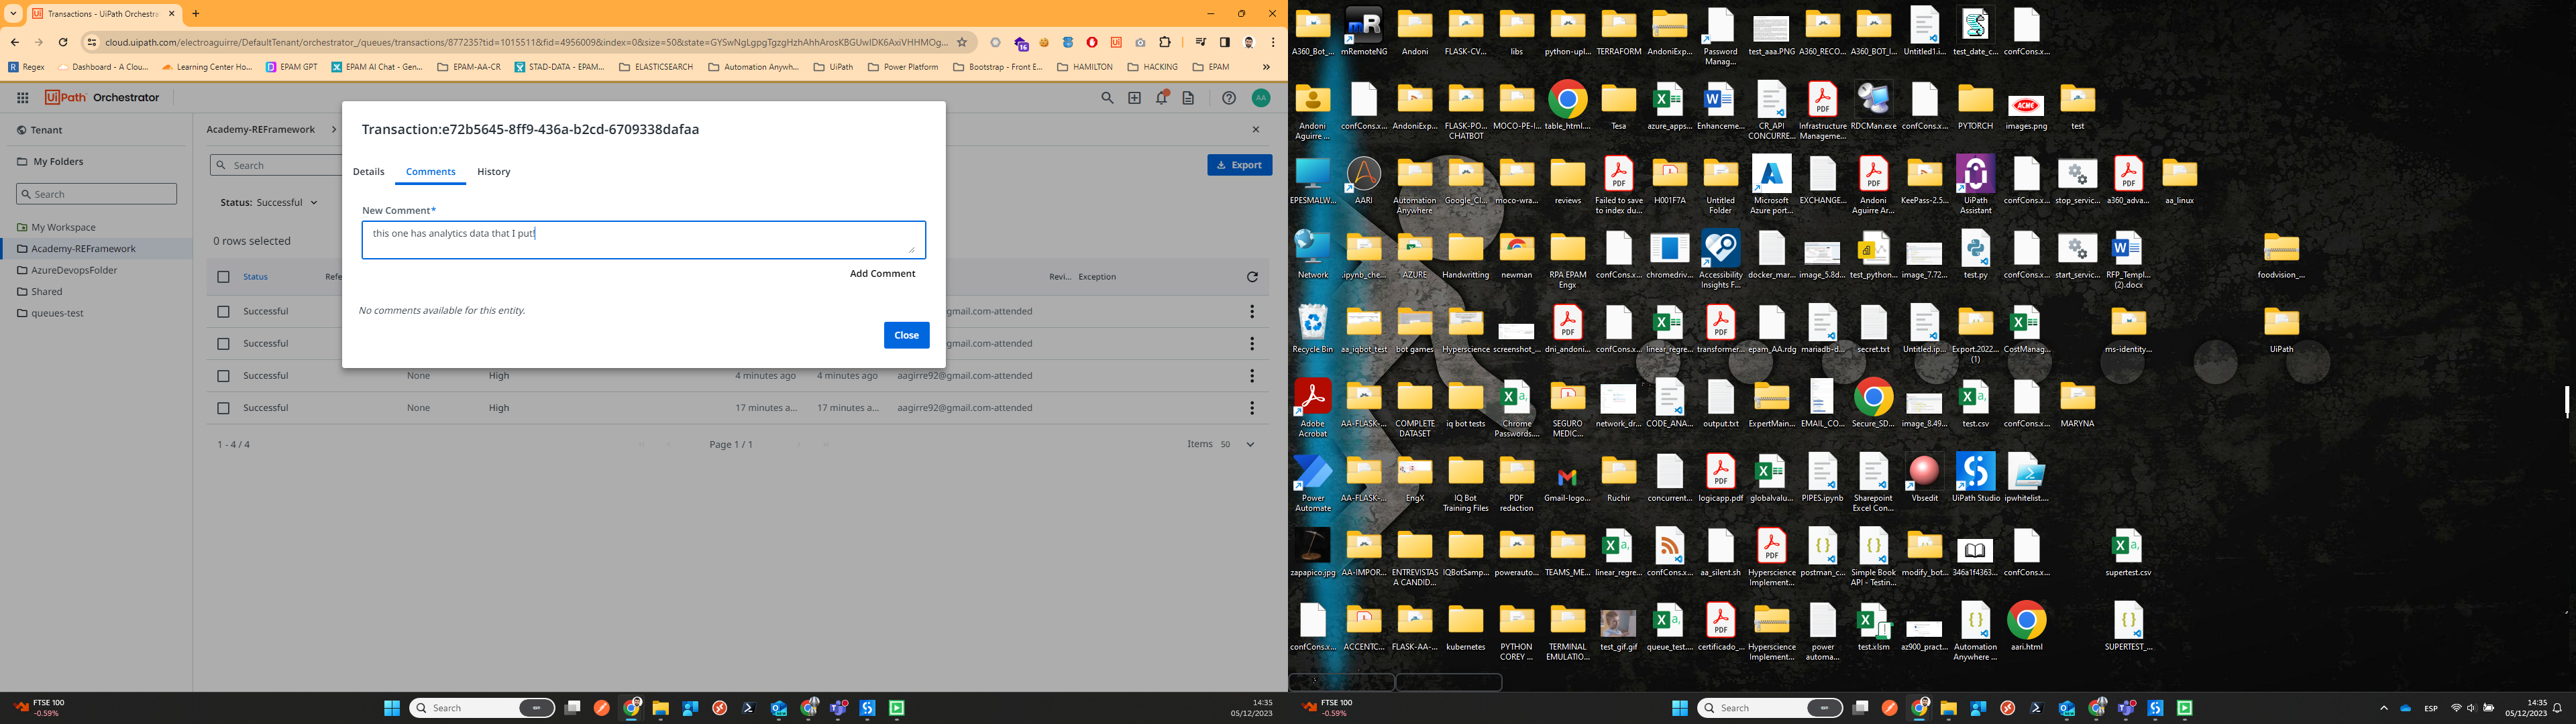 Transactions - UiPath Orchestra
cloud.uipath.com/electroaguirre/DefaultTenant/orchestrator_/queues/transactions/877235?tid=1015511&fid=4956009&index=0&size=50&state=GYSwNgLgpgTgzgHzhAhhArosKBGUwIDK6AxiVHHMOg...
Regex
Dashboard - A Clou...
Learning Center Ho...
EPAM GPT
EPAM AI Chat - Gen...
EPAM-AA-CR
STAD-DATA - EPAM...
ELASTICSEARCH
Automation Anywh...
UiPath
Power Platform
Bootstrap - Front E...
HAMILTON
HACKING
EPAM
UiPath Orchestrator
AA
Tenant
My Folders
Search
My Workspace
Academy-REFramework
AzureDevopsFolder
Shared
queues-test
Academy-REFramework
Search
Export
Status: Successful
0 rows selected
Status
Refe
Revi...
Exception
Transaction:e72b5645-8ff9-436a-b2cd-6709338dafaa
Details
Comments
History
New Comment*
this one has analytics data that I put!
Add Comment
No comments available for this entity.
Close
Successful
@gmail.com-attended
Successful
@gmail.com-attended
Successful None High 4 minutes ago 4 minutes ago aagirre92@gmail.com-attended
Successful None High 17 minutes a... 17 minutes a... aagirre92@gmail.com-attended
1 - 4 / 4
Page 1 / 1
Items 50
FTSE 100
-0.59%
Search
14:35
05/12/2023
A360_Bot_...
mRemoteNG
Andoni
FLASK-CV...
libs
python-upl...
TERRAFORM
AndoniExp...
Password Manag...
test_aaa.PNG
A360_RECO...
A360_BOT_I...
Untitled1.i...
test_date_c...
confCons.x...
Andoni Aguirre ...
confCons.x...
AndoniExp...
FLASK-PO... CHATBOT
MOCO-PE-I...
table_html....
Tesa
azure_apps...
Enhanceme...
CR_API CONCURRE...
Infrastructure Manageme...
RDCMan.exe
confCons.x...
PYTORCH
images.png
test
EPESMALW...
AARI
Automation Anywhere
Google_Cl...
moco-wra...
reviews
Failed to save to index du...
H001F7A
Untitled Folder
Microsoft Azure port...
EXCHANGE...
Andoni Aguirre Ar...
KeePass-2.5...
UiPath Assistant
confCons.x...
stop_servic...
a360_adva...
aa_linux
Network
.ipynb_che...
AZURE
Handwritting
newman
RPA EPAM Engx
confCons.x...
chromedriv...
Accessibility Insights F...
docker_mar...
image_5.8d...
test_python...
image_7.72...
test.py
confCons.x...
start_servic...
RFP_Templ... (2).docx
foodvision_...
Recycle Bin
aa_iqbot_test
bot games
Hyperscience
screenshot_...
dni_andoni...
confCons.x...
linear_regre...
transformer...
epam_AA.rdg
mariadb-d...
secret.txt
Untitled.ip...
Export.2022... (1)
CostManag...
ms-identity...
UiPath
Adobe Acrobat
AA-FLASK-...
COMPLETE DATASET
iq bot tests
Chrome Passwords....
SEGURO MEDIC...
network_dr...
CODE_ANA...
output.txt
ExpertMain...
EMAIL_CO...
Secure_SD...
image_8.49...
test.csv
confCons.x...
MARYNA
Power Automate
AA-FLASK-...
EngX
IQ Bot Training Files
PDF redaction
Gmail-logo...
Ruchir
concurrent...
logicapp.pdf
globalvalu...
PIPES.ipynb
Sharepoint Excel Con...
Vbsedit
UiPath Studio
ipwhitelist....
zapapico.jpg
AA-IMPOR...
ENTREVISTAS A CANDID...
IQBotSamp...
powerauto...
TEAMS_ME...
linear_regre...
confCons.x...
aa_silent.sh
Hyperscience Implement...
postman_c...
Simple Book API - Testin...
modify_bot...
346a1f4363...
confCons.x...
supertest.csv
confCons.x...
ACCENTC...
FLASK-AA-...
kubernetes
PYTHON COREY ...
TERMINAL EMULATIO...
test_gif.gif
queue_test....
certificado_...
Hyperscience Implement...
power automa...
test.xlsm
az900_pract...
Automation Anywhere ...
aari.html
SUPERTEST_...
FTSE 100
-0.59%
Search
ESP
14:35
05/12/2023